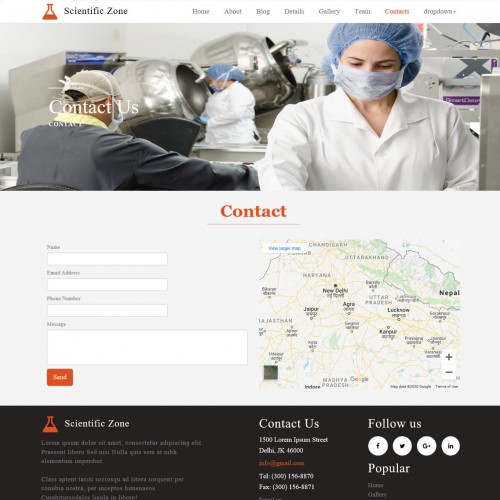 Scientific Zone
Home About Blog Details Gallery Team Contacts dropdown
Contact Us
CONTACT
Contact
Name
Email Address
Phone Number
Message
Send
View larger map
CHANDIGARH
UTTARAKHAND
HARYANA
New Delhi
नई दिल्ली
Nepal
UTTAR
PRADESH
Bikaner
Jaipur
Agra
Lucknow
Gorakhpur
Kanpur
Jodhpur
Udaipur
Prayagraj
MADHYA
PRADESH
Indore
Google
Map data ©2020 Google Terms of Use
Scientific Zone
Lorem ipsum dolor sit amet, consectetur adipiscing elit.
Praesent libero Sed nisi Nulla quis sem at nibh
elementum imperdiet.
Class aptent taciti sociosqu ad litora torquent per
conubia nostra, per inceptos himenaeos.
Curabitursodales ligula in libero!
Contact Us
1500 Lorem Ipsum Street
Delhi, JK 46000
info@gmail.com
Tel: (300) 156-8870
Fax: (300) 156-8871
Follow us
Popular
Home
Gallery